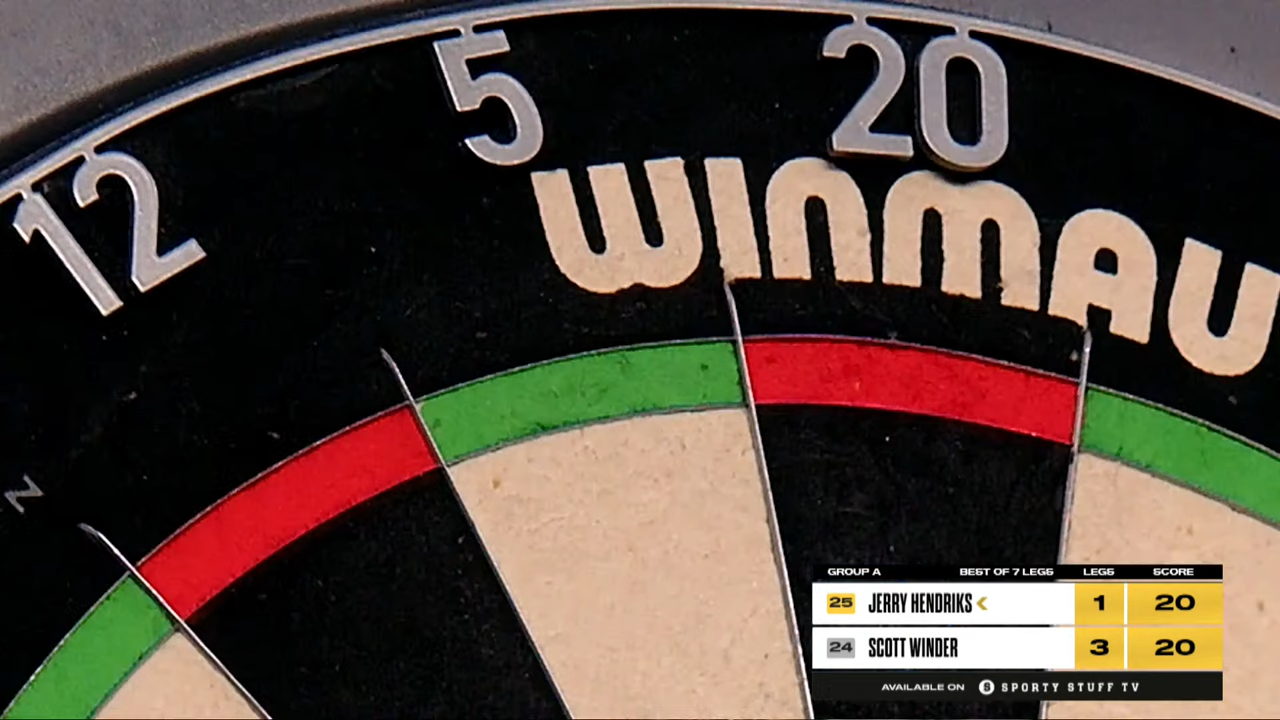 5
20
12
WINMAU
GROUP A BEST OF 7 LEGS LEGS SCORE
25 JERRY HENDRIKS 1 20
24 SCOTT WINDER 3 20
AVAILABLE ON S SPORTY STUFF TV